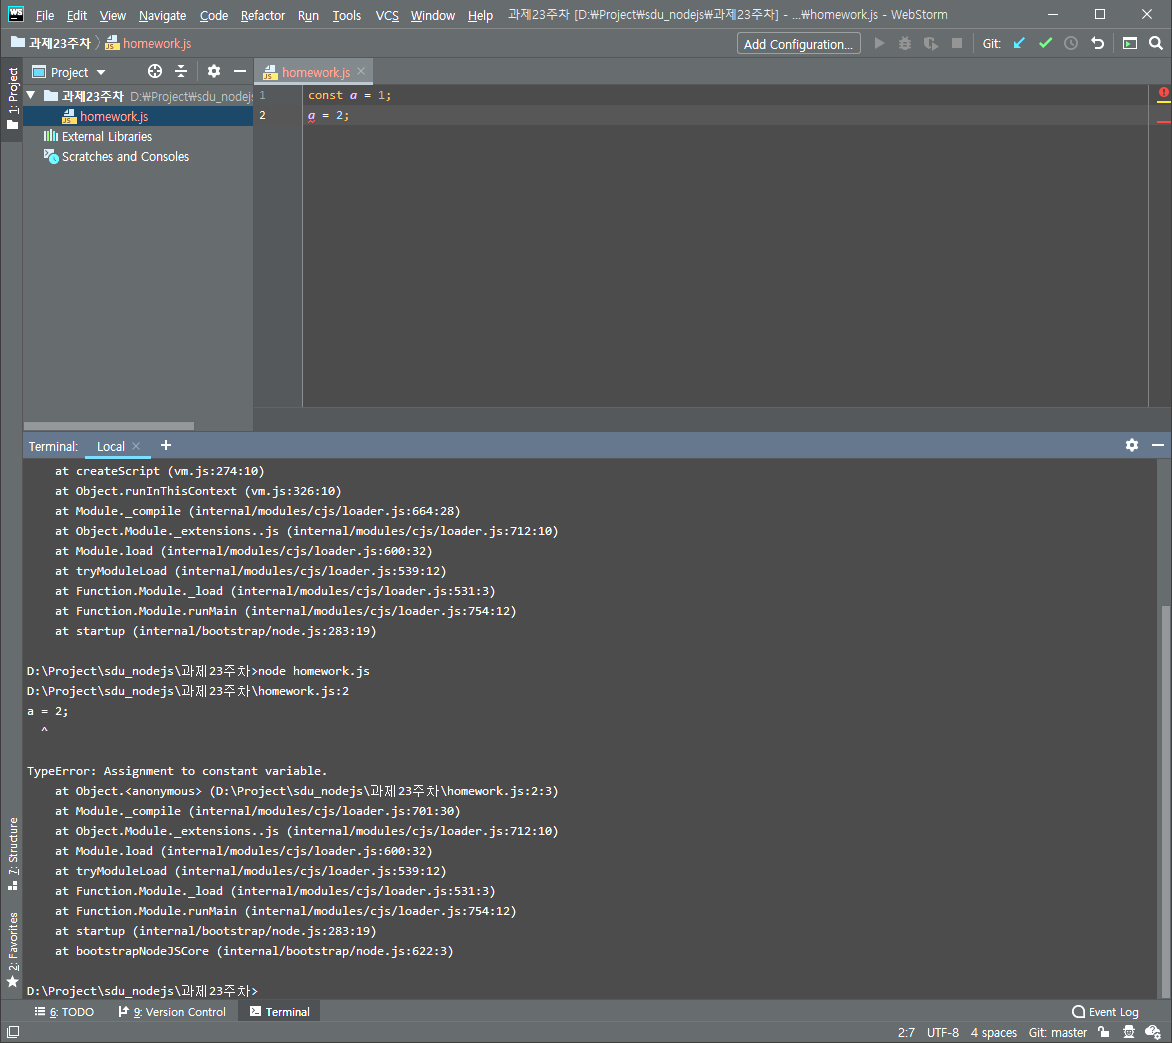 WS File Edit View Navigate Code Refactor Run Tools VCS Window Help 과제23주차 [D:₩Project₩sdu_nodejs₩과제23주차] - ...₩homework.js - WebStorm
과제23주차 homework.js Add Configuration... Git:
1: Project
Project
homework.js
과제23주차 D:₩Project₩sdu_nodejs
homework.js
External Libraries
Scratches and Consoles
1 const a = 1;
2 a = 2;
Terminal: Local +
at createScript (vm.js:274:10)
at Object.runInThisContext (vm.js:326:10)
at Module._compile (internal/modules/cjs/loader.js:664:28)
at Object.Module._extensions..js (internal/modules/cjs/loader.js:712:10)
at Module.load (internal/modules/cjs/loader.js:600:32)
at tryModuleLoad (internal/modules/cjs/loader.js:539:12)
at Function.Module._load (internal/modules/cjs/loader.js:531:3)
at Function.Module.runMain (internal/modules/cjs/loader.js:754:12)
at startup (internal/bootstrap/node.js:283:19)
D:\Project\sdu_nodejs\과제23주차>node homework.js
D:\Project\sdu_nodejs\과제23주차\homework.js:2
a = 2;
^
TypeError: Assignment to constant variable.
at Object.<anonymous> (D:\Project\sdu_nodejs\과제23주차\homework.js:2:3)
at Module._compile (internal/modules/cjs/loader.js:701:30)
at Object.Module._extensions..js (internal/modules/cjs/loader.js:712:10)
at Module.load (internal/modules/cjs/loader.js:600:32)
at tryModuleLoad (internal/modules/cjs/loader.js:539:12)
at Function.Module._load (internal/modules/cjs/loader.js:531:3)
at Function.Module.runMain (internal/modules/cjs/loader.js:754:12)
at startup (internal/bootstrap/node.js:283:19)
at bootstrapNodeJSCore (internal/bootstrap/node.js:622:3)
D:\Project\sdu_nodejs\과제23주차>
7: Structure
2: Favorites
6: TODO 9: Version Control Terminal Event Log
2:7 UTF-8 4 spaces Git: master